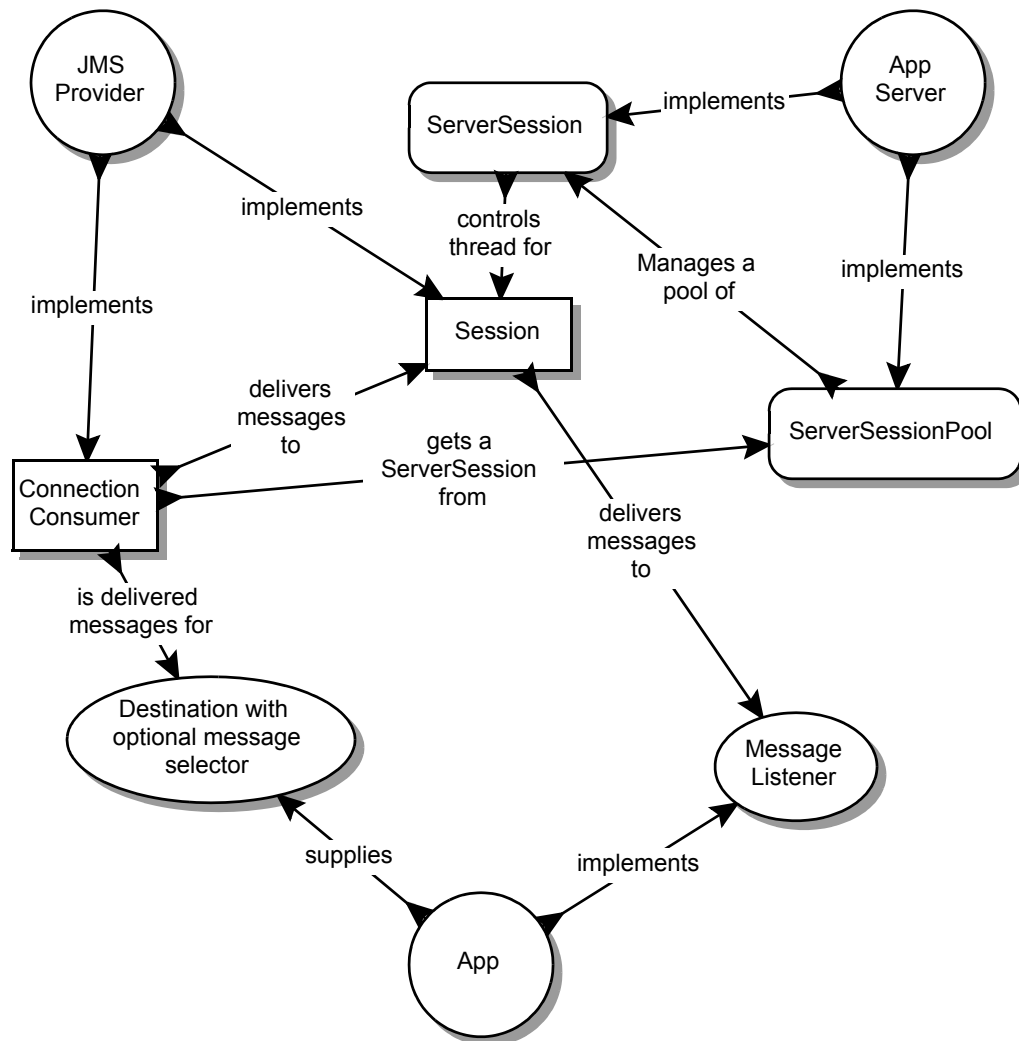 JMS
Provider
App
Server
implements
ServerSession
implements
controls
thread for
Manages a
pool of
implements
implements
Session
delivers
messages
to
gets a
ServerSession
from
ServerSessionPool
Connection
Consumer
delivers
messages
to
is delivered
messages for
Destination with
optional message
selector
Message
Listener
supplies
implements
App